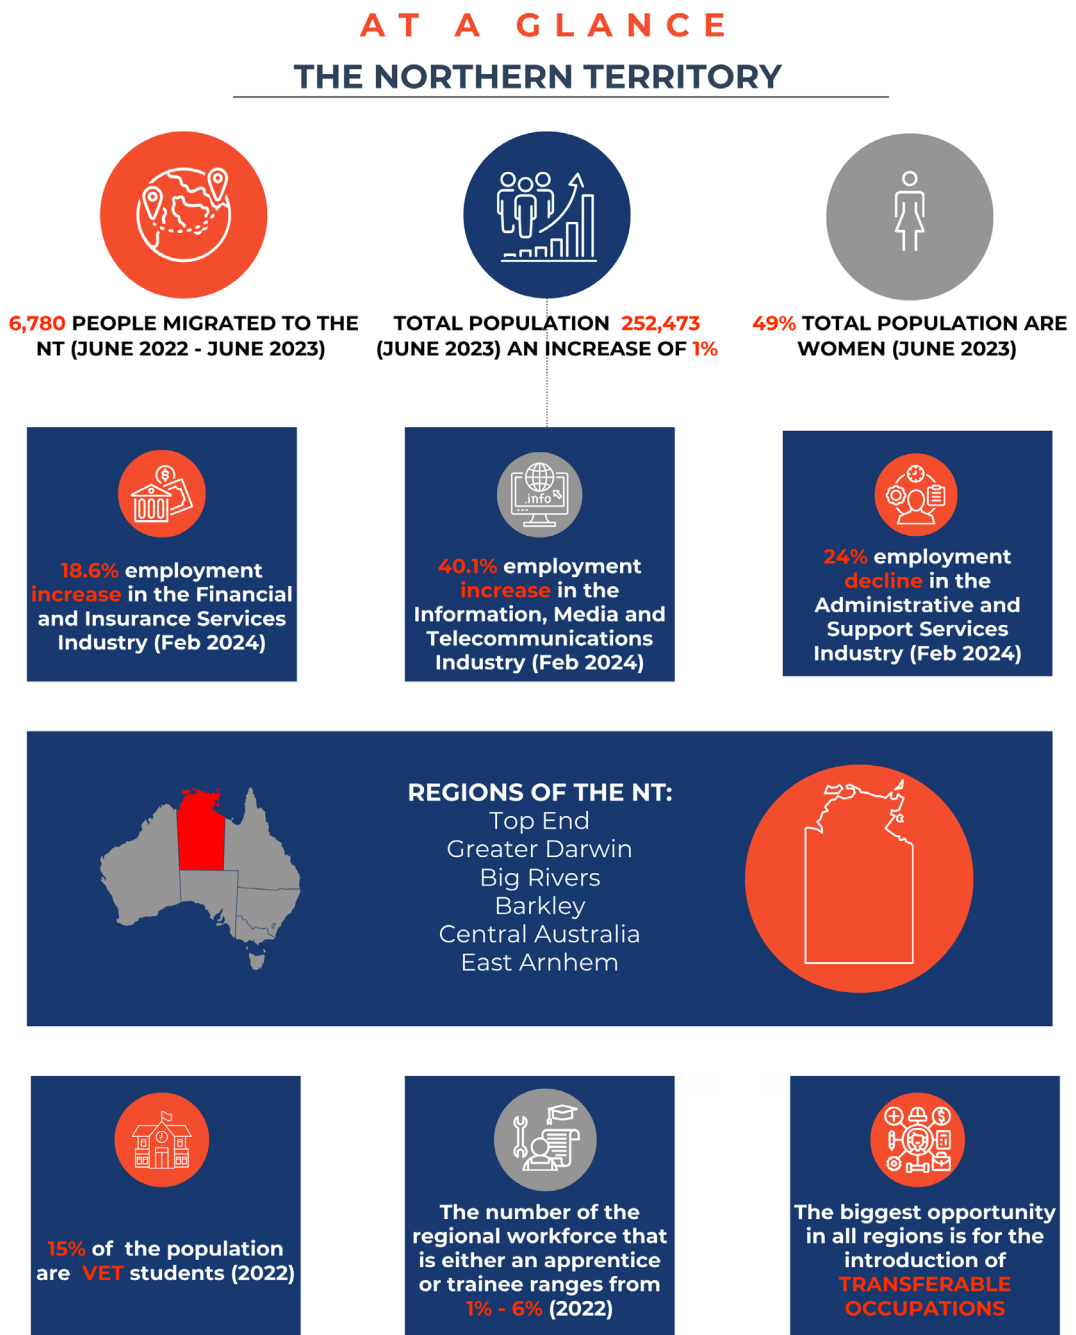 AT A GLANCE
THE NORTHERN TERRITORY
6,780 PEOPLE MIGRATED TO THE
NT (JUNE 2022 - JUNE 2023)
TOTAL POPULATION 252,473
(JUNE 2023) AN INCREASE OF 1%
49% TOTAL POPULATION ARE
WOMEN (JUNE 2023)
18.6% employment
increase in the Financial
and Insurance Services
Industry (Feb 2024)
.info
40.1% employment
increase in the
Information, Media and
Telecommunications
Industry (Feb 2024)
24% employment
decline in the
Administrative and
Support Services
Industry (Feb 2024)
REGIONS OF THE NT:
Top End
Greater Darwin
Big Rivers
Barkley
Central Australia
East Arnhem
15% of the population
are VET students (2022)
The number of the
regional workforce that
is either an apprentice
or trainee ranges from
1% - 6% (2022)
The biggest opportunity
in all regions is for the
introduction of
TRANSFERABLE
OCCUPATIONS